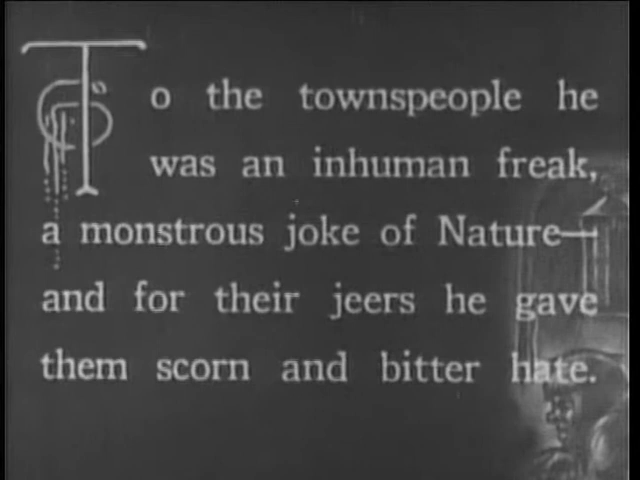 To the townspeople he
was an inhuman freak,
a monstrous joke of Nature—
and for their jeers he gave
them scorn and bitter hate.